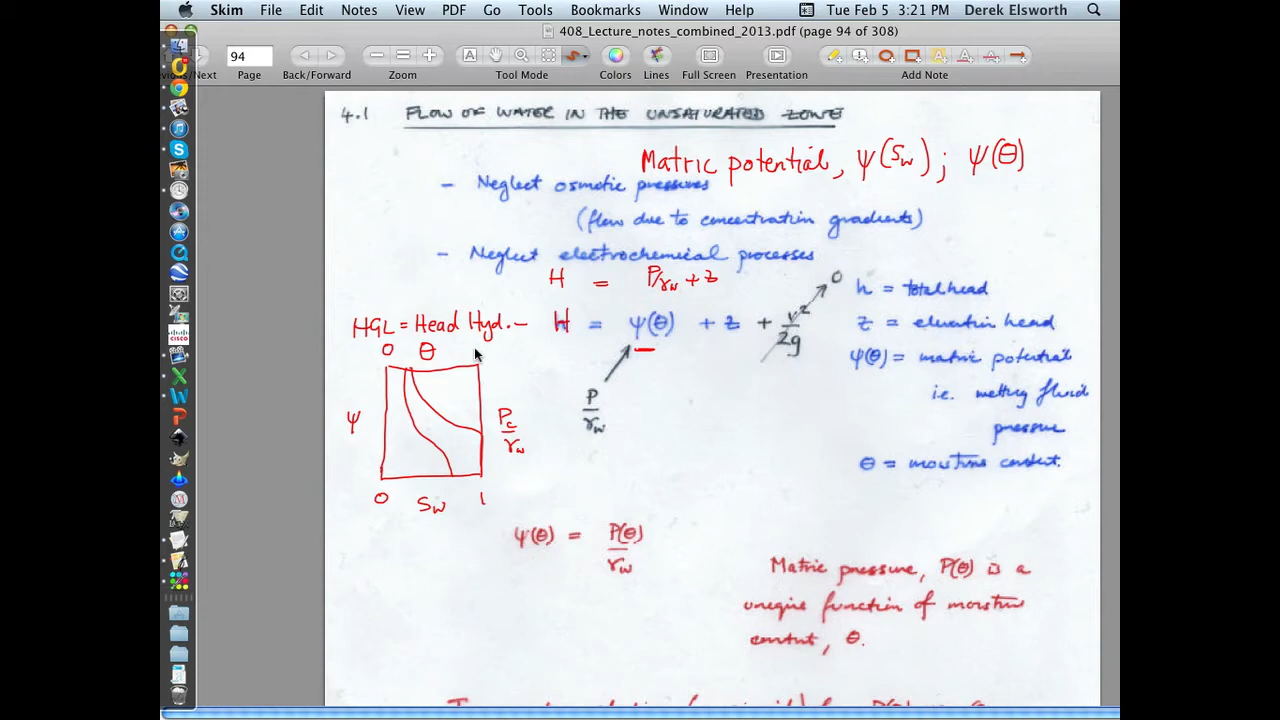 Skim File Edit Notes View PDF Go Tools Bookmarks Window Help Tue Feb 5 3:21 PM Derek Elsworth
408_Lecture_notes_combined_2013.pdf (page 94 of 308)
94
Previous/Next Page Back/Forward Zoom Tool Mode Colors Lines Full Screen Presentation Add Note
4.1 FLOW OF WATER IN THE UNSATURATED ZONE
Matric potential, ψ(Sw); ψ(θ)
- Neglect osmotic pressures
(flow due to concentration gradients)
- Neglect electrochemical processes
H = P/γw + z
h = total head
HGL = Head Hyd. - H = ψ(θ) + z + v²/2g 0
z = elevation head
0 θ
ψ(θ) = matric potential
i.e. wetting fluid
pressure
ψ
Pc/γw
P/γw
θ = moisture content.
0 Sw 1
ψ(θ) = P(θ)/γw
Matric pressure, P(θ) is a
unique function of moisture
content, θ.